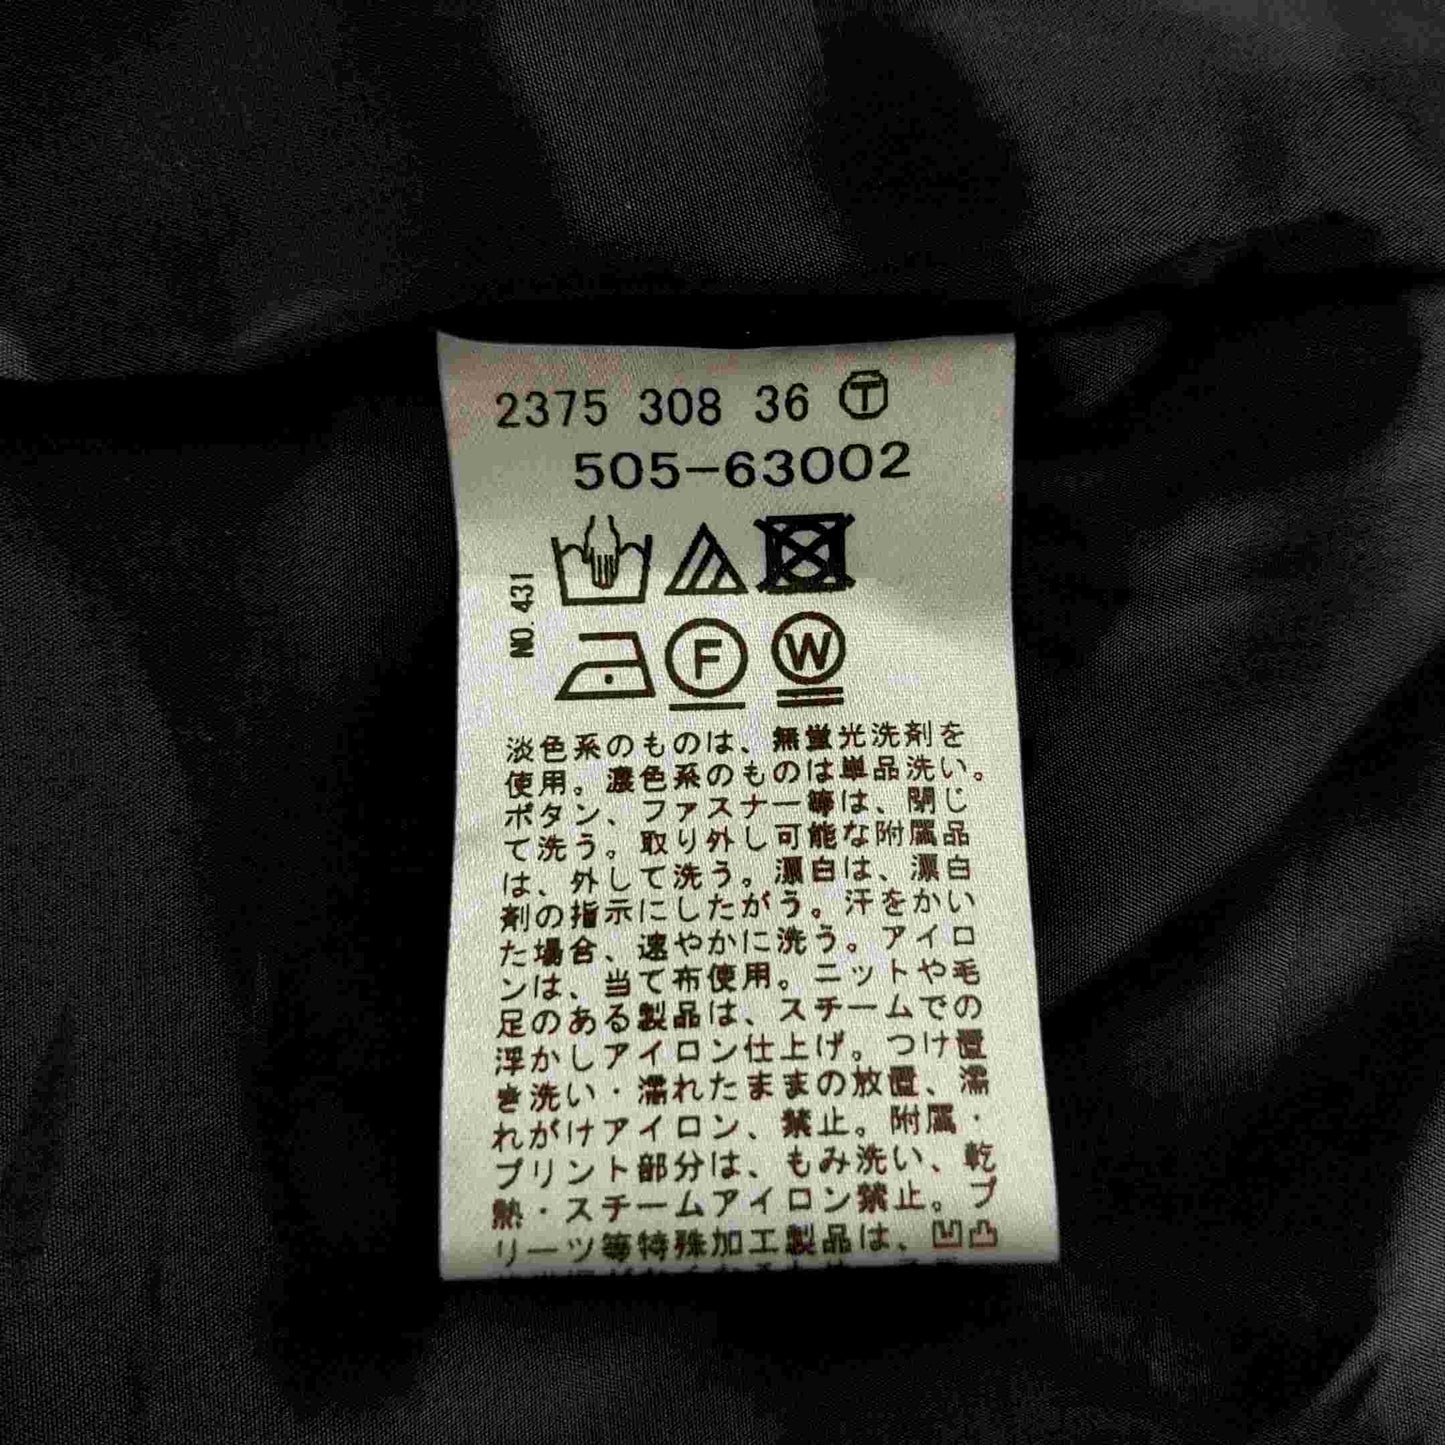 2375 308 36 Ⓣ
505-63002
NO. 431
F W
淡色系のものは、無蛍光洗剤を
使用。濃色系のものは単品洗い。
ボタン、ファスナー等は、閉じ
て洗う。取り外し可能な附属品
は、外して洗う。漂白は、漂白
剤の指示にしたがう。汗をかい
た場合、速やかに洗う。アイロ
ンは、当て布使用。ニットや毛
足のある製品は、スチームでの
浮かしアイロン仕上げ。つけ置
き洗い・濡れたままの放置、濡
れがけアイロン、禁止。附属・
プリント部分は、もみ洗い、乾
熱・スチームアイロン禁止。プ
リーツ等特殊加工製品は、凹凸